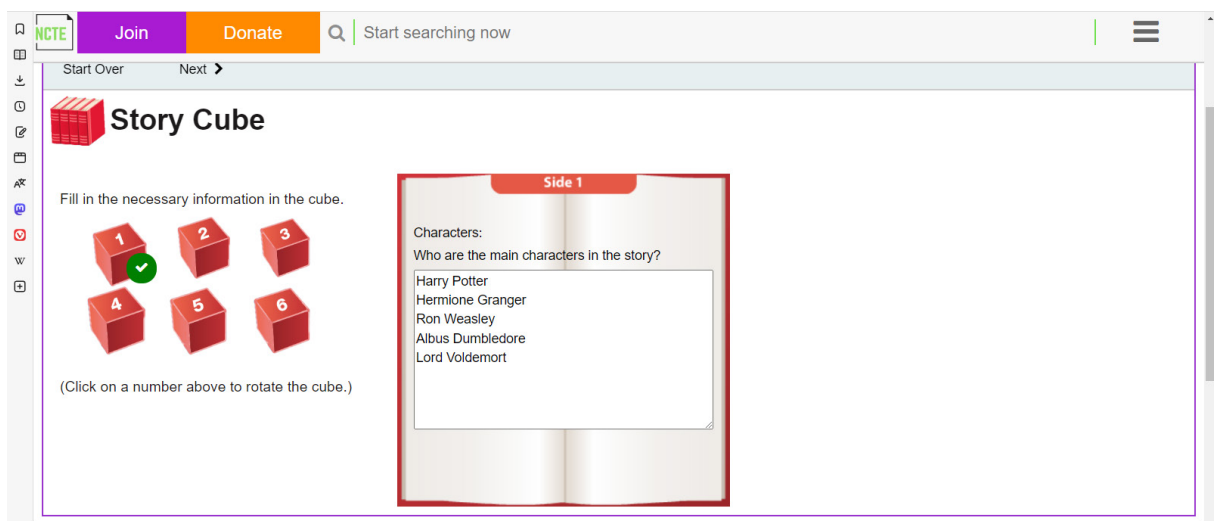 NCTE
Join
Donate
Start searching now
Start Over
Next
Story Cube
Fill in the necessary information in the cube.
1
2
3
4
5
6
(Click on a number above to rotate the cube.)
Side 1
Characters:
Who are the main characters in the story?
Harry Potter
Hermione Granger
Ron Weasley
Albus Dumbledore
Lord Voldemort